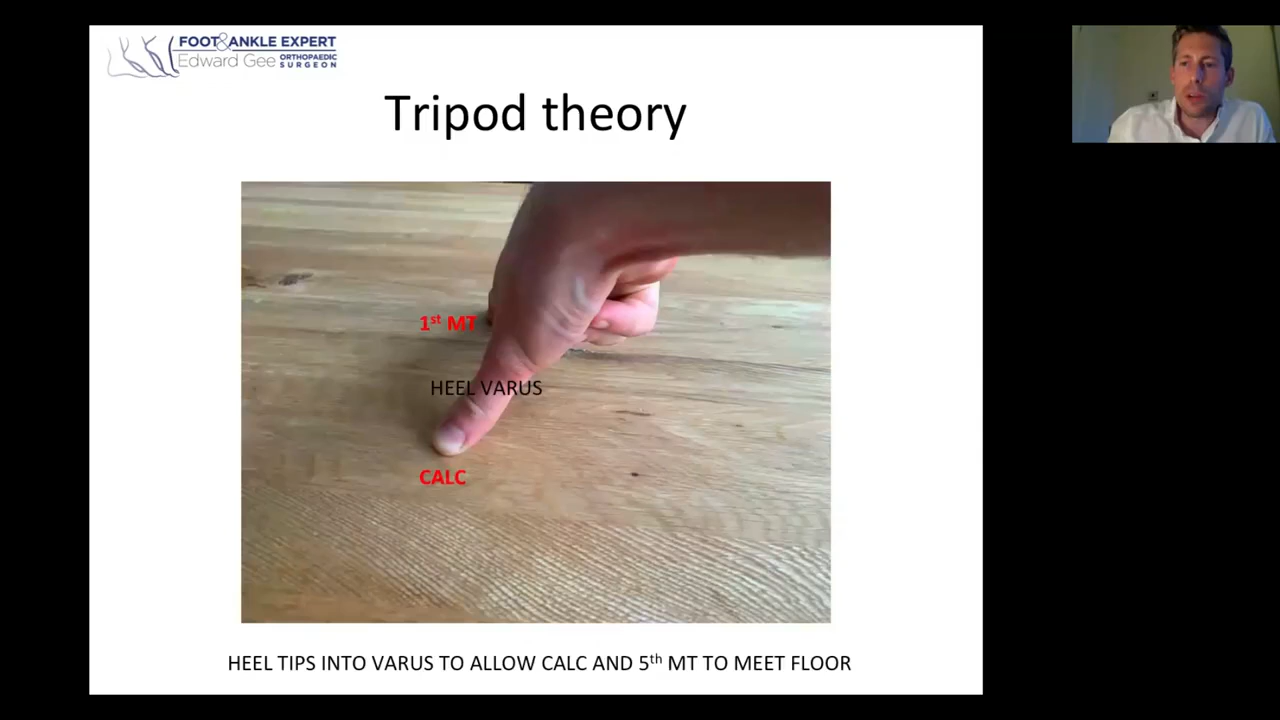 FOOT & ANKLE EXPERT
Edward Gee ORTHOPAEDIC SURGEON
Tripod theory
1st MT
HEEL VARUS
CALC
HEEL TIPS INTO VARUS TO ALLOW CALC AND 5th MT TO MEET FLOOR